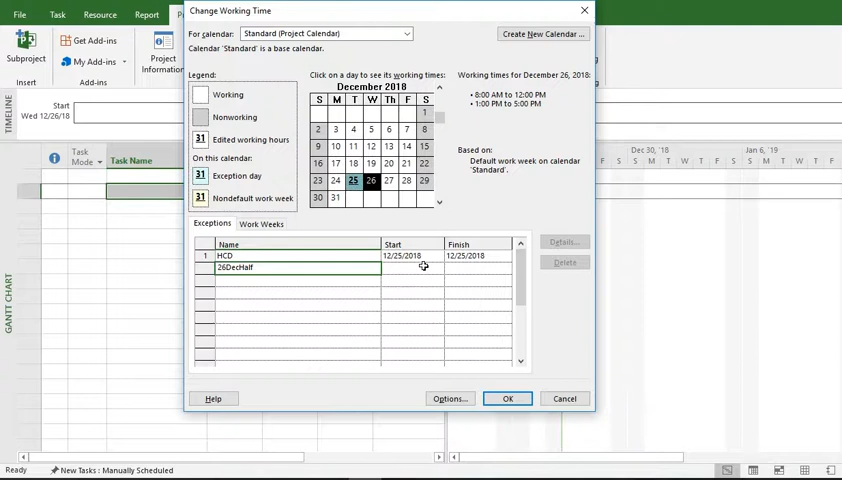 File Task Resource Report
Subproject
Get Add-ins
My Add-ins
Project
Information
Insert
Add-ins
TIMELINE
Start
Wed 12/26/18
Task
Mode
Task Name
GANTT CHART
Change Working Time
For calendar: Standard (Project Calendar)
Create New Calendar ...
Calendar 'Standard' is a base calendar.
Legend:
Working
Nonworking
31 Edited working hours
On this calendar:
31 Exception day
31 Nondefault work week
Click on a day to see its working times:
December 2018
S M T W Th F S
1
2 3 4 5 6 7 8
9 10 11 12 13 14 15
16 17 18 19 20 21 22
23 24 25 26 27 28 29
30 31
Working times for December 26, 2018:
• 8:00 AM to 12:00 PM
• 1:00 PM to 5:00 PM
Based on:
Default work week on calendar
'Standard'.
Exceptions Work Weeks
Name Start Finish
1 HCD 12/25/2018 12/25/2018
26DecHalf
Details...
Delete
Help
Options...
OK
Cancel
Dec 30, '18 Jan 6, '19
F S S M T W T F S S M T W
Ready
New Tasks : Manually Scheduled